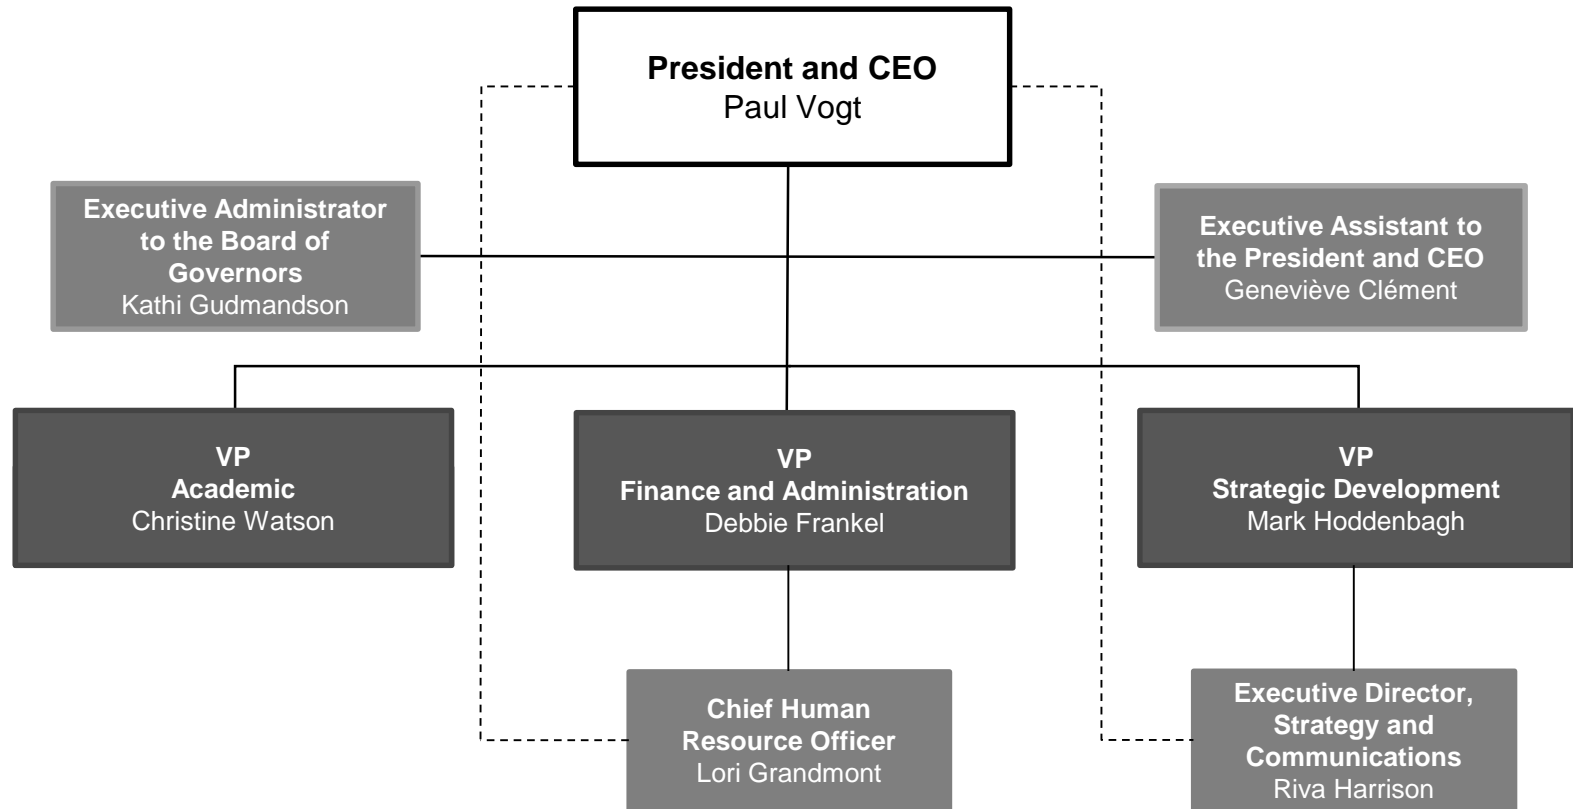 President and CEO
Paul Vogt
Executive Administrator
to the Board of
Governors
Kathi Gudmandson
Executive Assistant to
the President and CEO
Geneviève Clément
VP
Academic
Christine Watson
VP
Finance and Administration
Debbie Frankel
VP
Strategic Development
Mark Hoddenbagh
Chief Human
Resource Officer
Lori Grandmont
Executive Director,
Strategy and
Communications
Riva Harrison